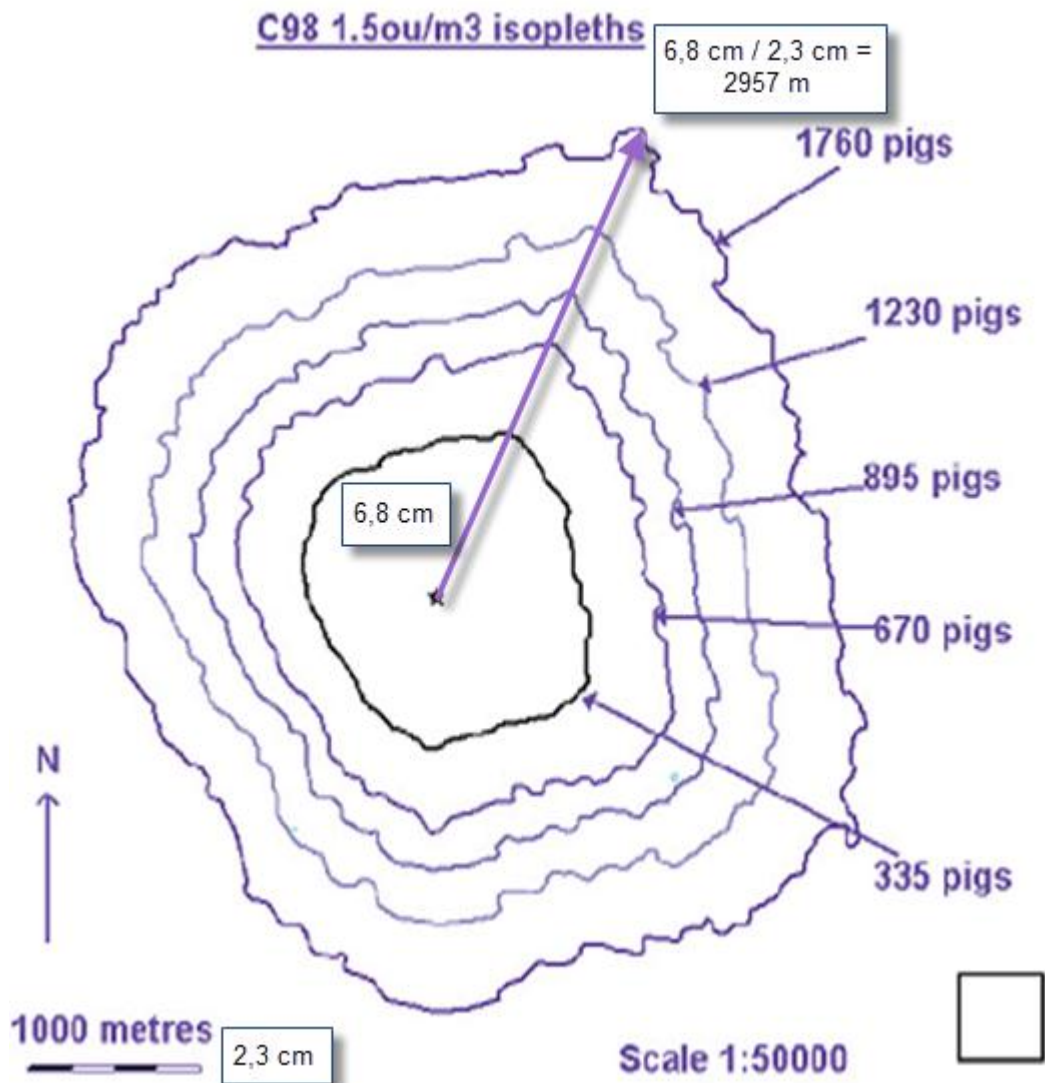 C98 1.5ou/m3 isopleths
6,8 cm / 2,3 cm =
2957 m
1760 pigs
1230 pigs
895 pigs
6,8 cm
670 pigs
335 pigs
N
1000 metres
2,3 cm
Scale 1:50000